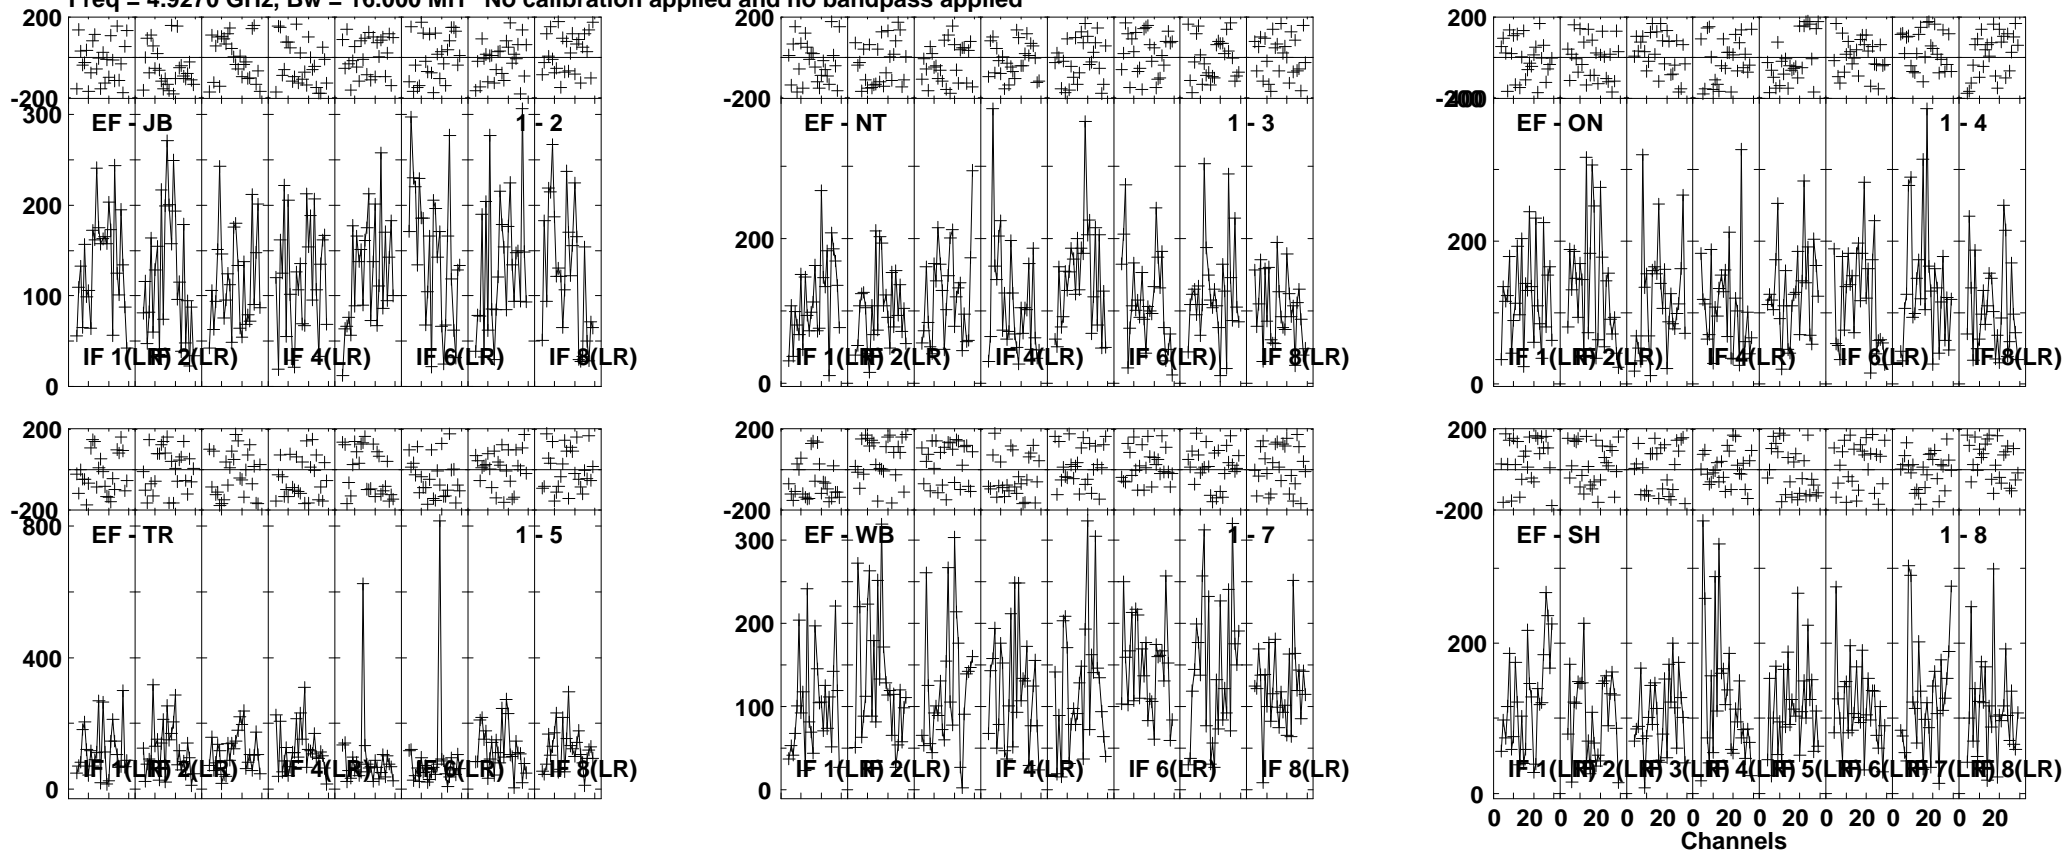 Freq = 4.9270 GHz, Bw = 16.000 MH No calibration applied and no bandpass applied
200 200 200
-200 -200 -200
400
300 EF - JB 1 - 2 EF - NT 1 - 3 EF - ON 1 - 4
200 200 200
100
IF 1(LR) IF 2(LR) IF 4(LR) IF 6(LR) IF 8(LR) IF 1(LR) IF 2(LR) IF 4(LR) IF 6(LR) IF 8(LR) IF 1(LR) IF 2(LR) IF 4(LR) IF 6(LR) IF 8(LR)
0 0 0
200 200 200
-200 -200 -200
800 EF - TR 1 - 5 300 EF - WB 1 - 7 EF - SH 1 - 8
400 200 200
100
IF 1(LR) IF 2(LR) IF 4(LR) IF 6(LR) IF 8(LR) IF 1(LR) IF 2(LR) IF 4(LR) IF 6(LR) IF 8(LR) IF 1(LR) IF 2(LR) IF 3(LR) IF 4(LR) IF 5(LR) IF 6(LR) IF 7(LR) IF 8(LR)
0 0 0
0 20 0 20 0 20 0 20 0 20 0 20 0 20 0 20
Channels